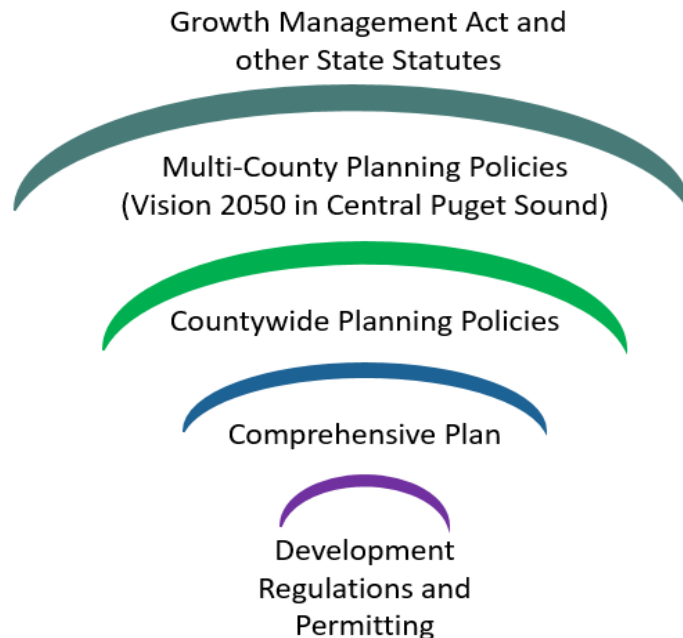 Growth Management Act and
other State Statutes
Multi-County Planning Policies
(Vision 2050 in Central Puget Sound)
Countywide Planning Policies
Comprehensive Plan
Development
Regulations and
Permitting